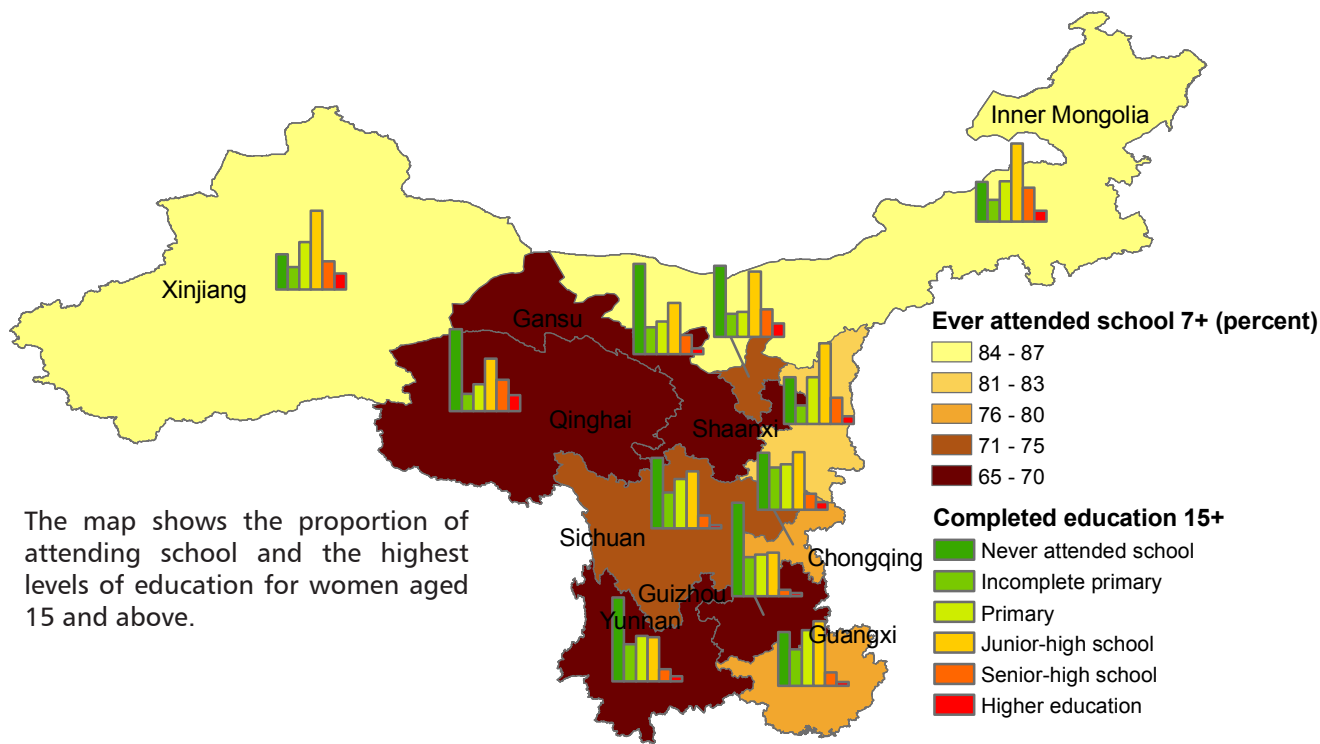 Inner Mongolia
Xinjiang
Gansu
Qinghai
Shaanxi
Sichuan
Chongqing
Guizhou
Yunnan
Guangxi
The map shows the proportion of
attending school and the highest
levels of education for women aged
15 and above.
Ever attended school 7+ (percent)
84 - 87
81 - 83
76 - 80
71 - 75
65 - 70
Completed education 15+
Never attended school
Incomplete primary
Primary
Junior-high school
Senior-high school
Higher education